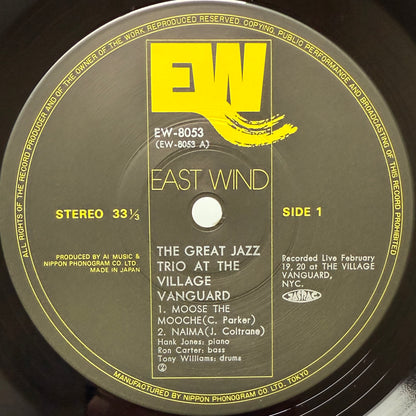 ALL RIGHTS OF THE RECORD PRODUCER AND OF THE OWNER OF THE WORK REPRODUCED RESERVED. COPYING, PUBLIC PERFORMANCE AND BROADCASTING OF THIS RECORD PROHIBITED
EW
EW-8053
(EW-8053 A)
EAST WIND
STEREO 33 1/3
SIDE 1
PRODUCED BY AI MUSIC &
NIPPON PHONOGRAM CO. LTD
MADE IN JAPAN
THE GREAT JAZZ
TRIO AT THE
VILLAGE
VANGUARD
1. MOOSE THE
MOOCHE(C. Parker)
2. NAIMA(J. Coltrane)
Hank Jones; piano
Ron Carter; bass
Tony Williams; drums
②
Recorded Live February
19, 20 at THE VILLAGE
VANGUARD,
NYC.
JASRAC
MANUFACTURED BY NIPPON PHONOGRAM CO. LTD., TOKYO